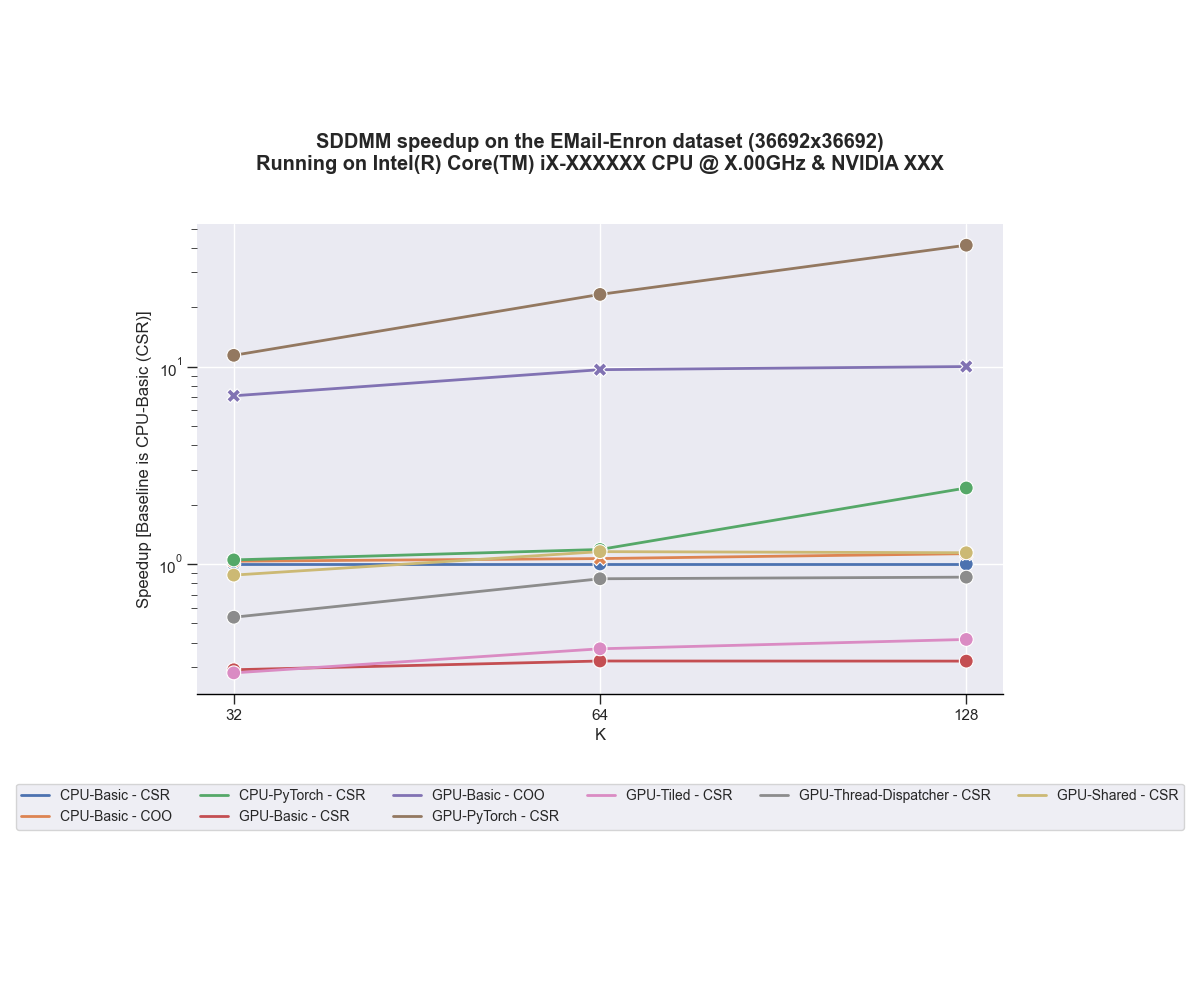 SDDMM speedup on the EMail-Enron dataset (36692x36692)
Running on Intel(R) Core(TM) iX-XXXXXX CPU @ X.00GHz & NVIDIA XXX
Speedup [Baseline is CPU-Basic (CSR)]
10¹
10⁰
32 64 128
K
CPU-Basic - CSR CPU-PyTorch - CSR GPU-Basic - COO GPU-Tiled - CSR GPU-Thread-Dispatcher - CSR GPU-Shared - CSR
CPU-Basic - COO GPU-Basic - CSR GPU-PyTorch - CSR